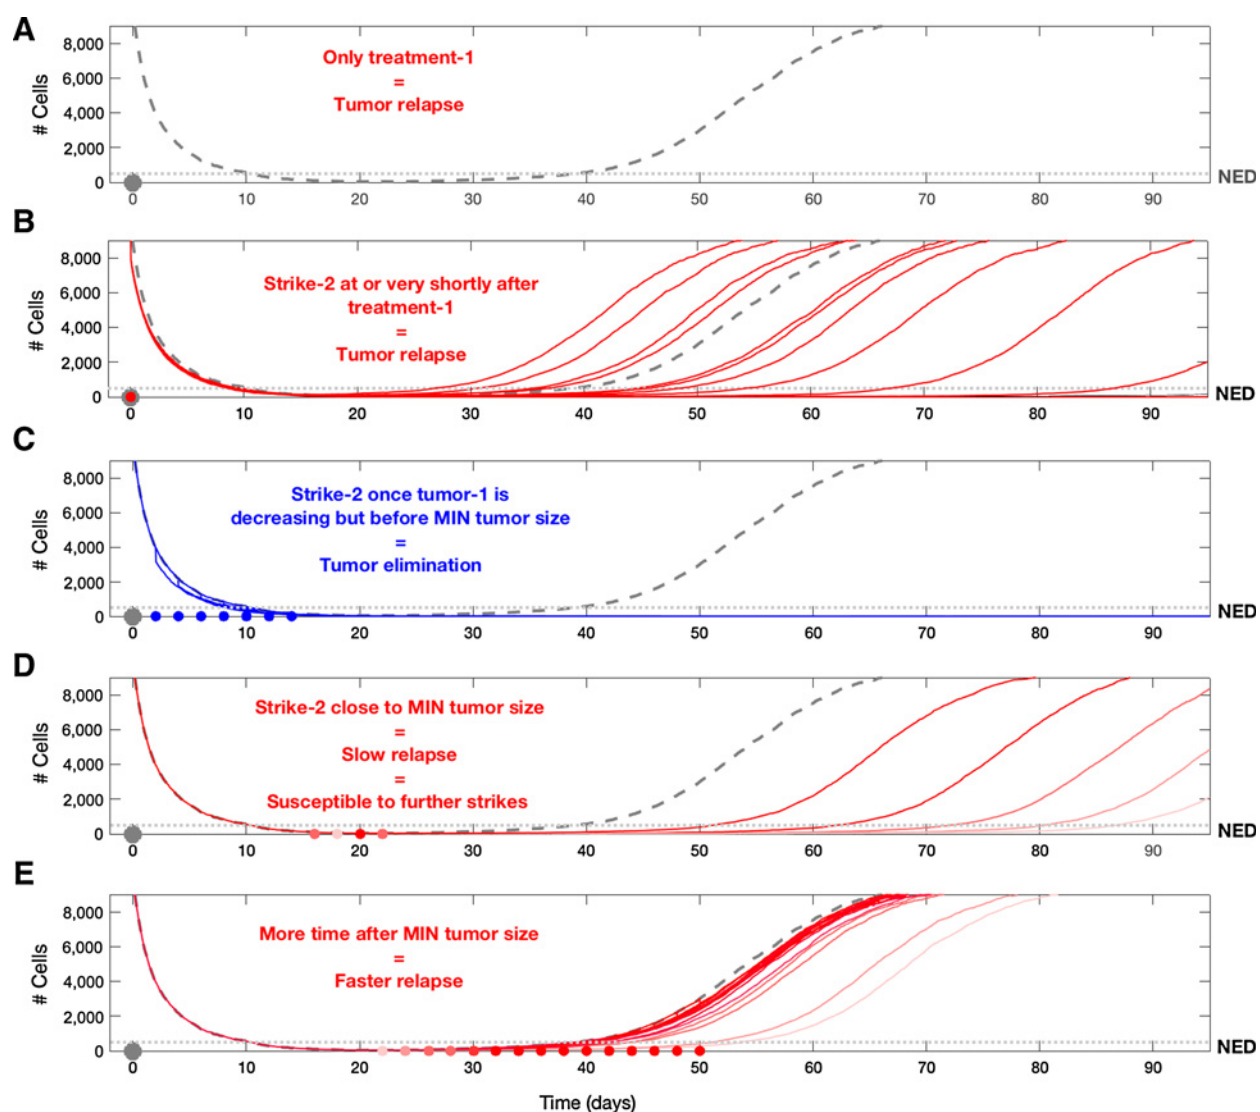 A
# Cells
8,000
6,000
4,000
2,000
0
Only treatment-1
=
Tumor relapse
NED
0 10 20 30 40 50 60 70 80 90
B
# Cells
8,000
6,000
4,000
2,000
0
Strike-2 at or very shortly after
treatment-1
=
Tumor relapse
NED
0 10 20 30 40 50 60 70 80 90
C
# Cells
8,000
6,000
4,000
2,000
0
Strike-2 once tumor-1 is
decreasing but before MIN tumor size
=
Tumor elimination
NED
0 10 20 30 40 50 60 70 80 90
D
# Cells
8,000
6,000
4,000
2,000
0
Strike-2 close to MIN tumor size
=
Slow relapse
=
Susceptible to further strikes
NED
0 10 20 30 40 50 60 70 80 90
E
# Cells
8,000
6,000
4,000
2,000
0
More time after MIN tumor size
=
Faster relapse
NED
0 10 20 30 40 50 60 70 80 90
Time (days)